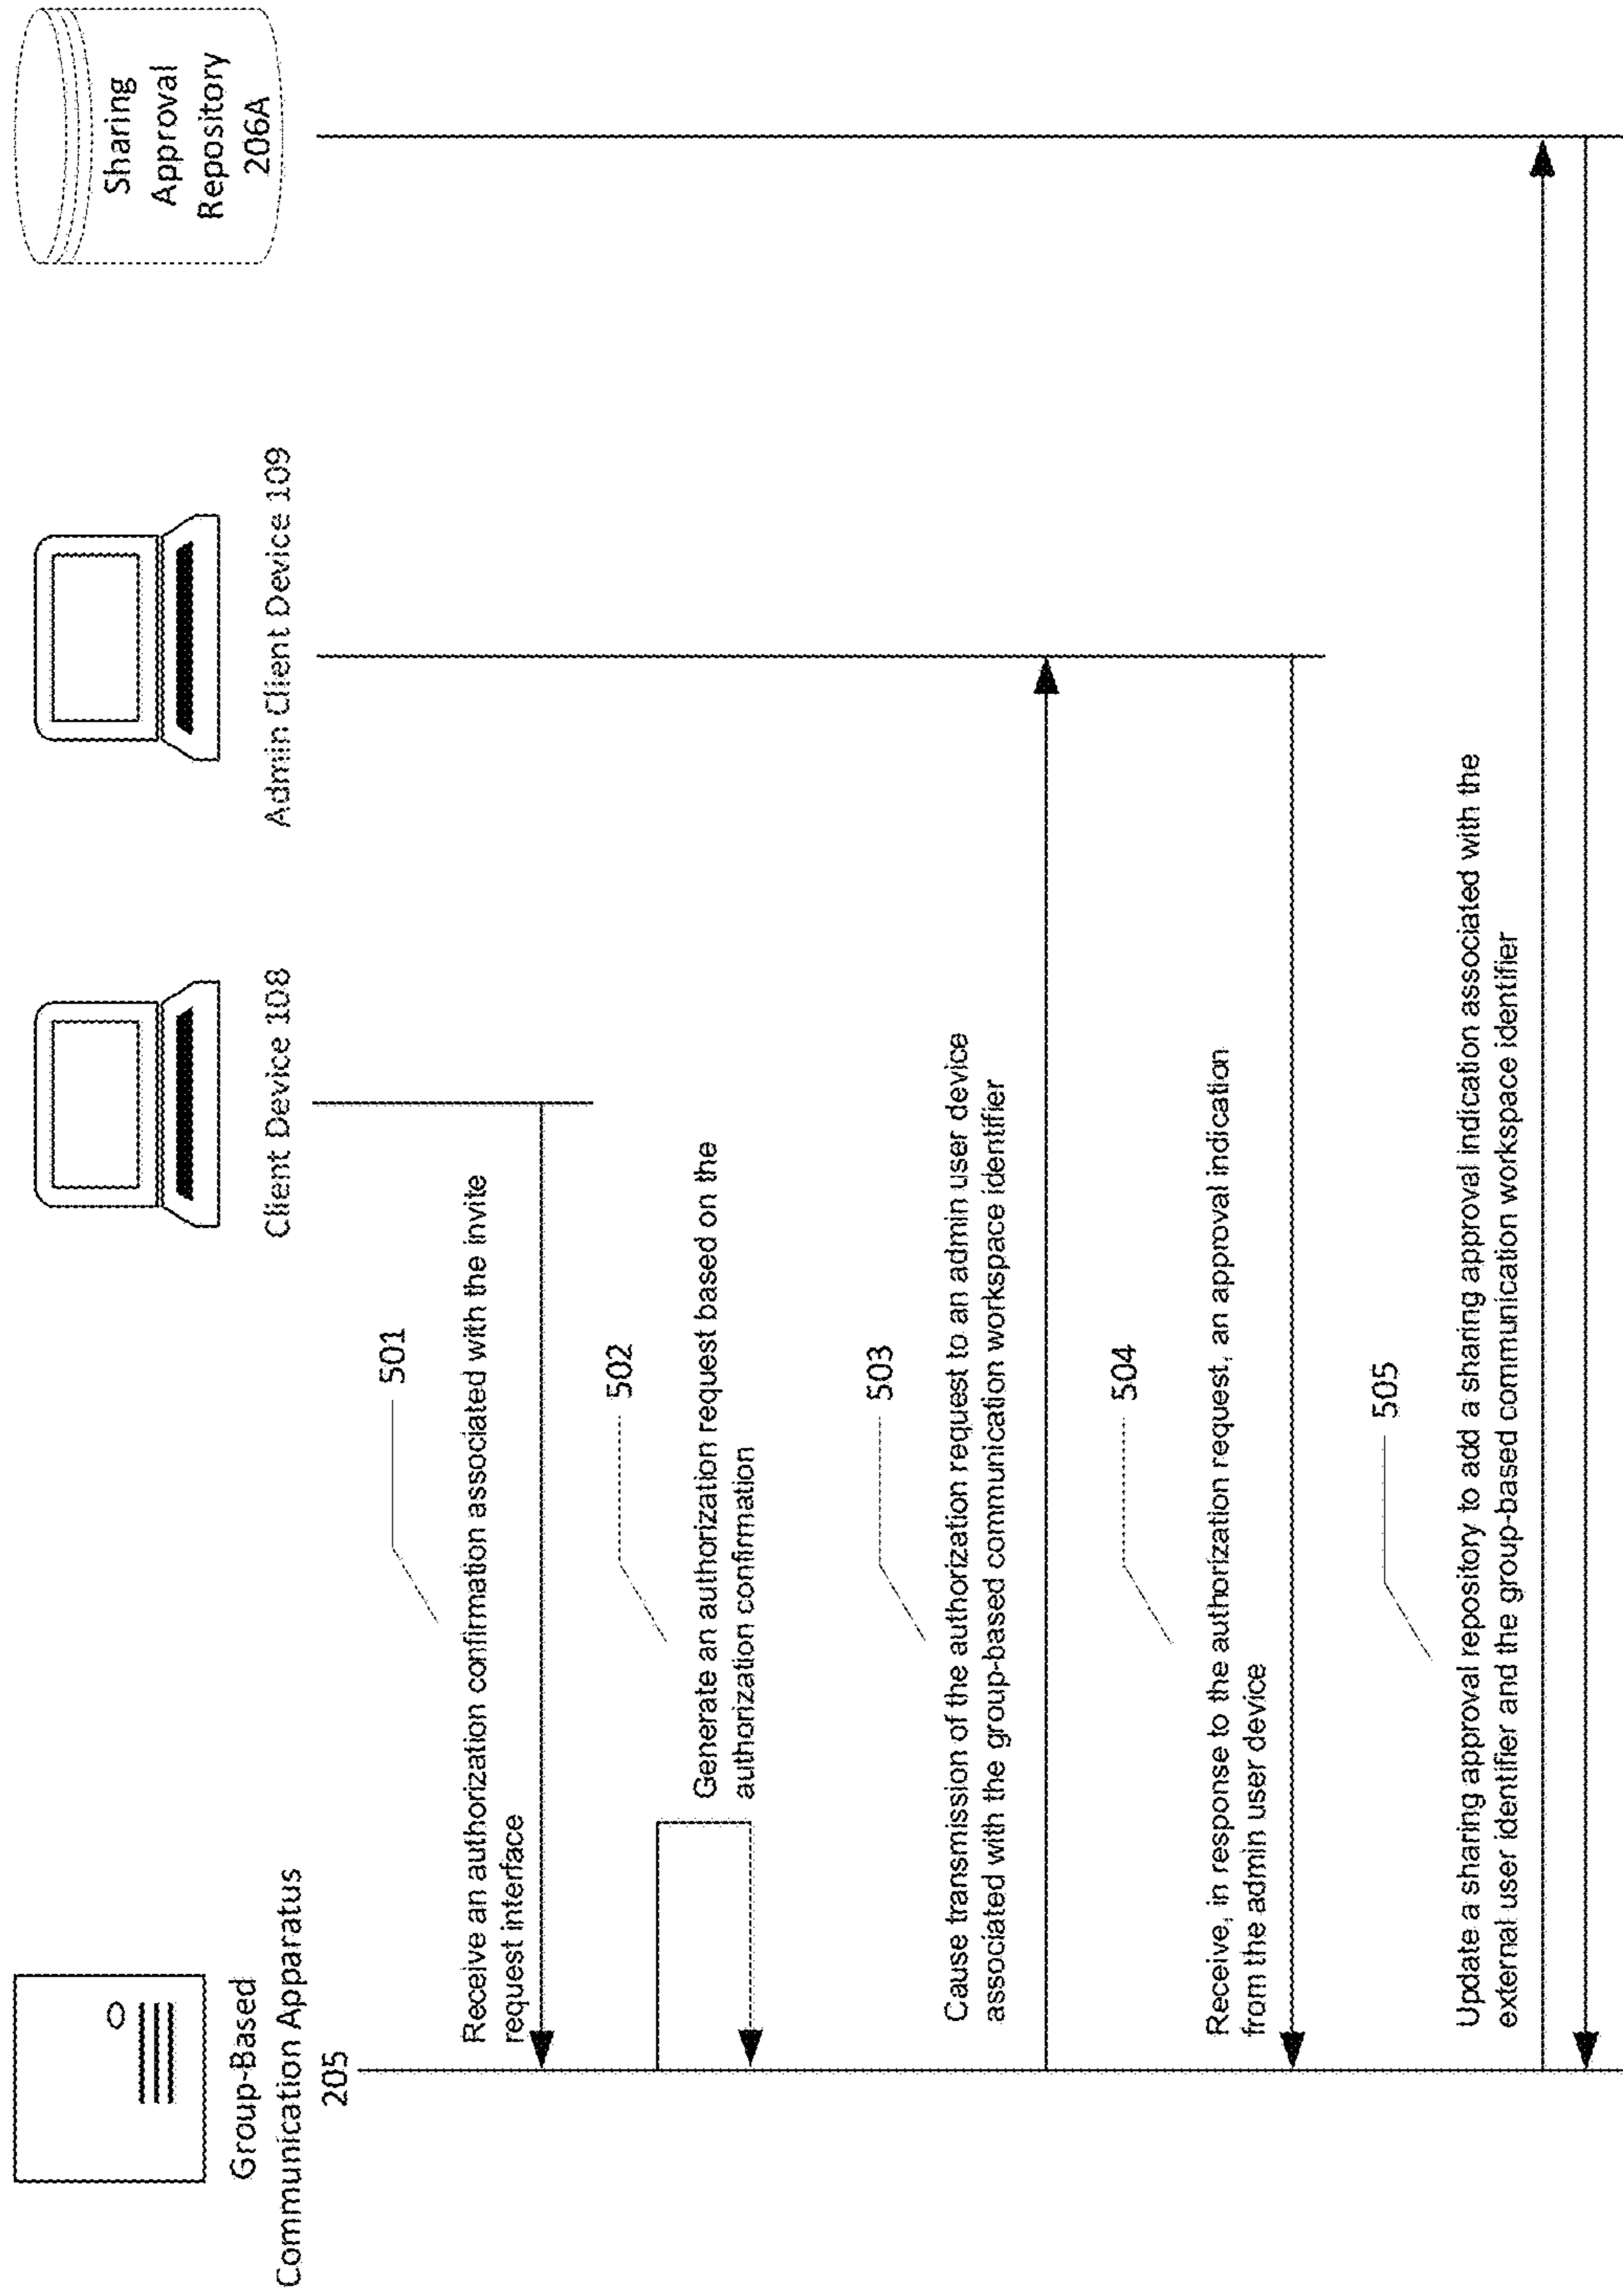 Group-Based
Communication Apparatus
205
Client Device 108
Admin Client Device 109
Sharing
Approval
Repository
206A
501
Receive an authorization confirmation associated with the invite
request interface
502
Generate an authorization request based on the
authorization confirmation
503
Cause transmission of the authorization request to an admin user device
associated with the group-based communication workspace identifier
504
Receive, in response to the authorization request, an approval indication
from the admin user device
505
Update a sharing approval repository to add a sharing approval indication associated with the
external user identifier and the group-based communication workspace identifier